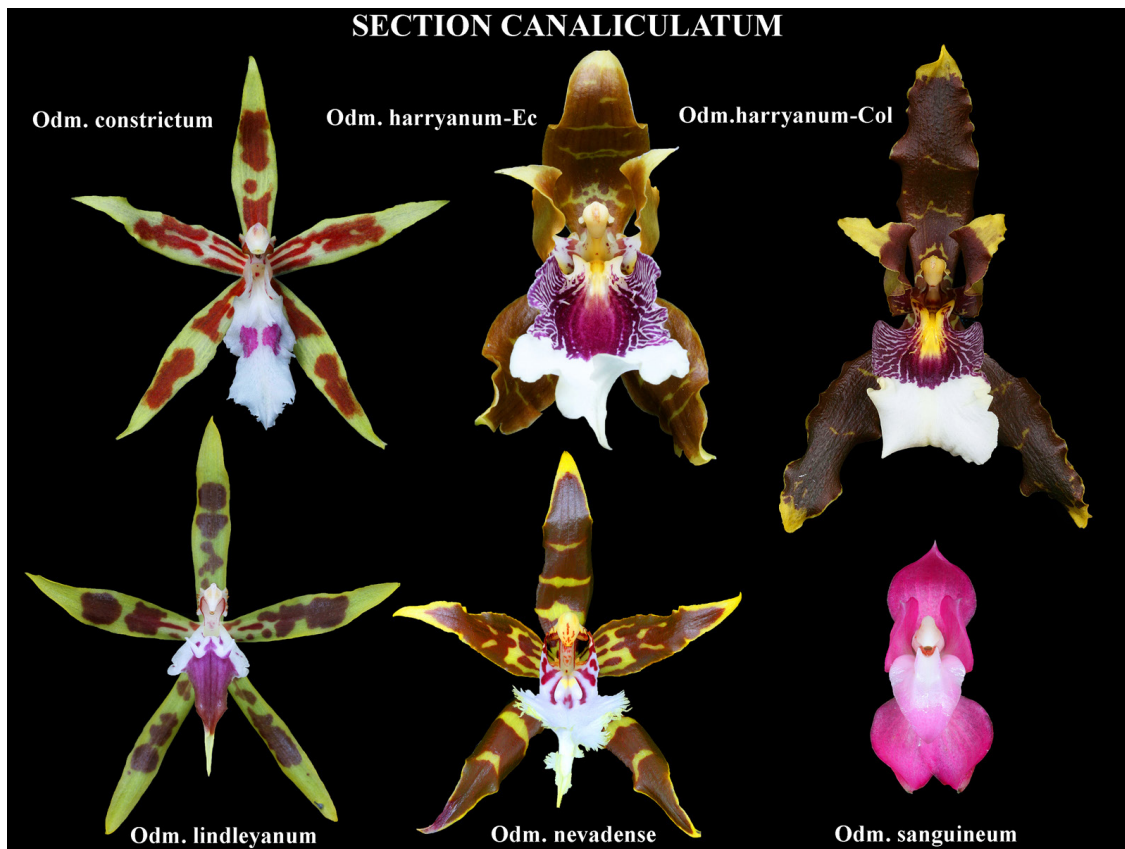 SECTION CANALICULATUM
Odm. constrictum
Odm. harryanum-Ec
Odm.harryanum-Col
Odm. lindleyanum
Odm. nevadense
Odm. sanguineum